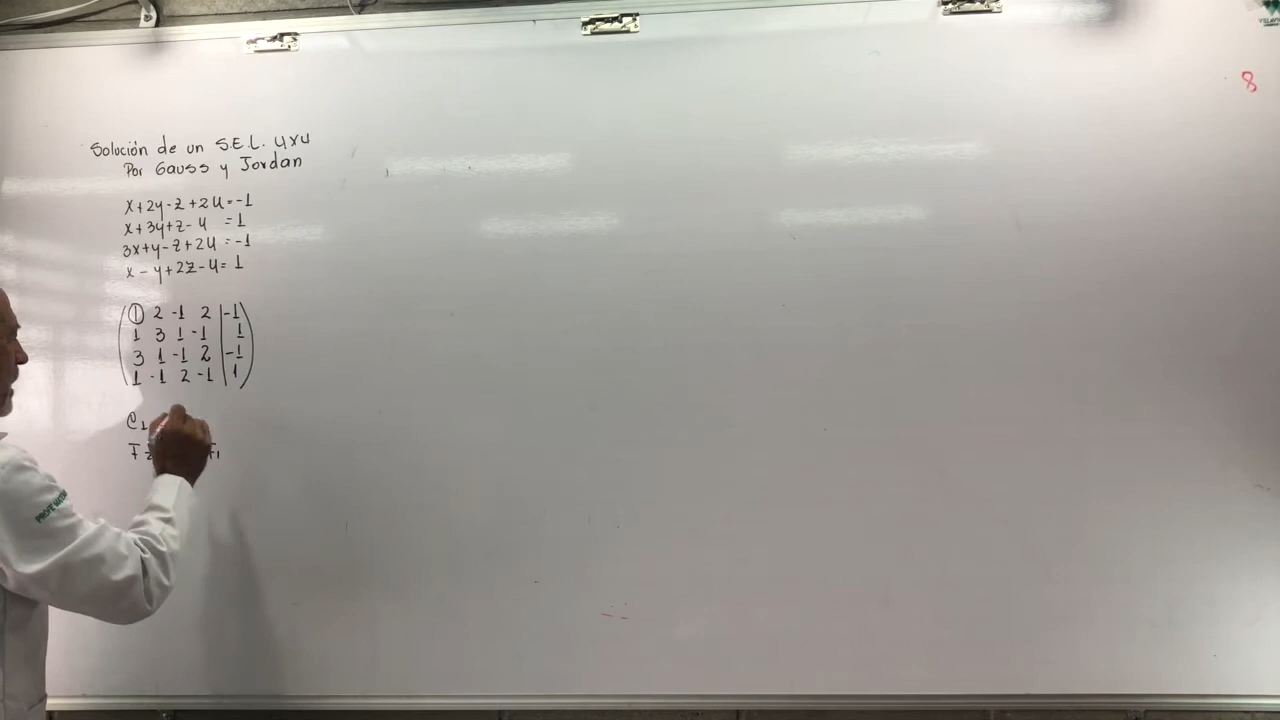 Solución de un S.E.L. 4x4
Por Gauss y Jordan
x+2y-z+2u=-1
x+3y+z-u =1
3x+y-z+2u=-1
x-y+2z-u=1
1 2 -1 2 | -1
1 3 1 -1 | 1
3 1 -1 2 | -1
1 -1 2 -1 | 1
C1
F2 F1
8